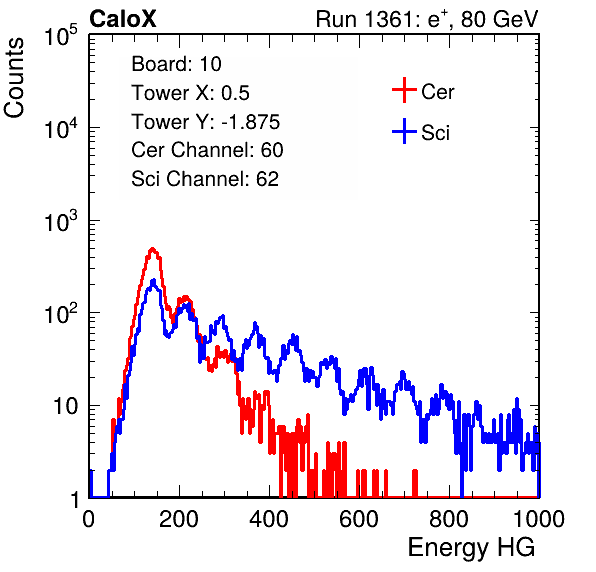 CaloX Run 1361: e⁺, 80 GeV
Counts
10⁵
10⁴
10³
10²
10
1
Board: 10
Tower X: 0.5
Tower Y: -1.875
Cer Channel: 60
Sci Channel: 62
Cer
Sci
0 200 400 600 800 1000
Energy HG